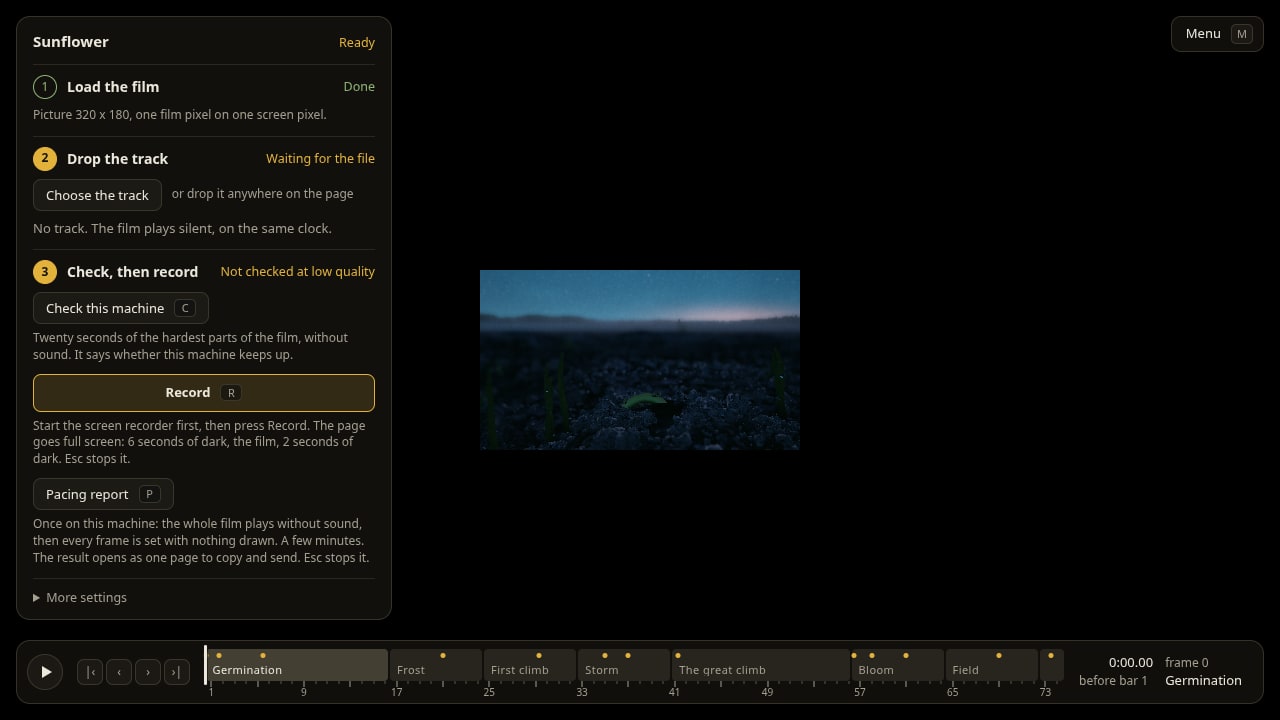 Sunflower
Ready
1 Load the film Done
Picture 320 x 180, one film pixel on one screen pixel.
2 Drop the track Waiting for the file
Choose the track or drop it anywhere on the page
No track. The film plays silent, on the same clock.
3 Check, then record Not checked at low quality
Check this machine C
Twenty seconds of the hardest parts of the film, without
sound. It says whether this machine keeps up.
Record R
Start the screen recorder first, then press Record. The page
goes full screen: 6 seconds of dark, the film, 2 seconds of
dark. Esc stops it.
Pacing report P
Once on this machine: the whole film plays without sound,
then every frame is set with nothing drawn. A few minutes.
The result opens as one page to copy and send. Esc stops it.
More settings
Menu M
Germination Frost First climb Storm The great climb Bloom Field
1 9 17 25 33 41 49 57 65 73
0:00.00 frame 0
before bar 1 Germination